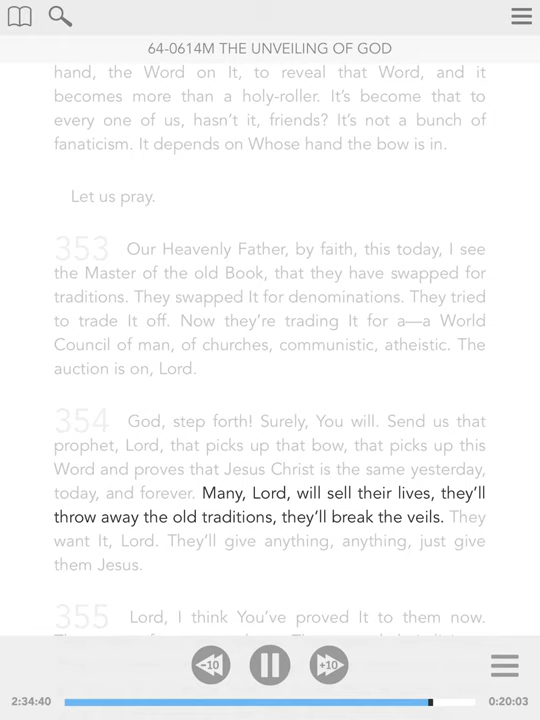 64-0614M THE UNVEILING OF GOD
hand, the Word on It, to reveal that Word, and it
becomes more than a holy-roller. It's become that to
every one of us, hasn't it, friends? It's not a bunch of
fanaticism. It depends on Whose hand the bow is in.
Let us pray.
353 Our Heavenly Father, by faith, this today, I see
the Master of the old Book, that they have swapped for
traditions. They swapped It for denominations. They tried
to trade It off. Now they're trading It for a—a World
Council of man, of churches, communistic, atheistic. The
auction is on, Lord.
354 God, step forth! Surely, You will. Send us that
prophet, Lord, that picks up that bow, that picks up this
Word and proves that Jesus Christ is the same yesterday,
today, and forever. Many, Lord, will sell their lives, they'll
throw away the old traditions, they'll break the veils. They
want It, Lord. They'll give anything, anything, just give
them Jesus.
355 Lord, I think You've proved It to them now.
-10 +10
2:34:40 0:20:03